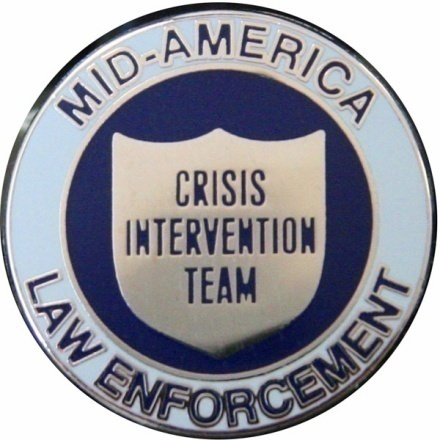 MID-AMERICA
CRISIS
INTERVENTION
TEAM
LAW ENFORCEMENT